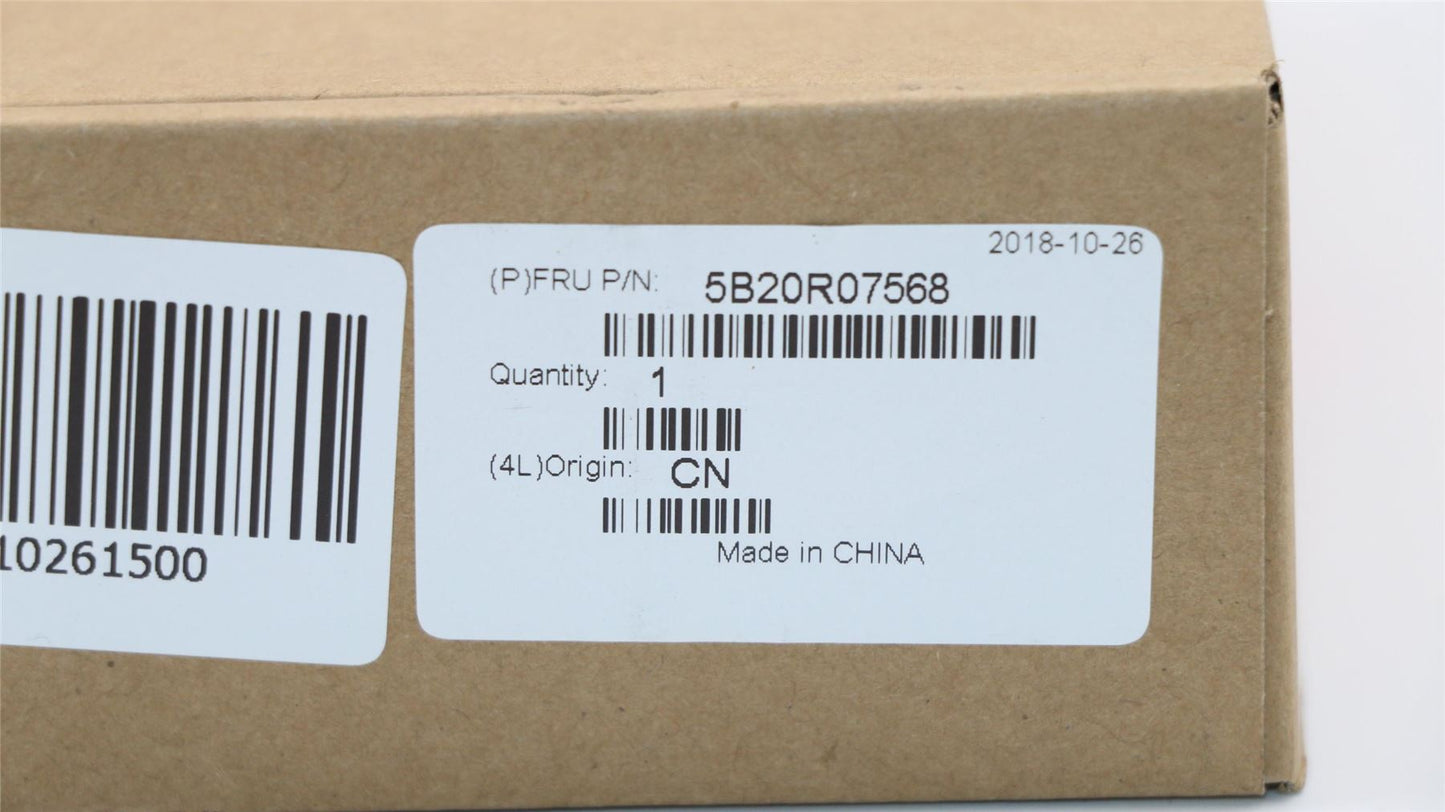 2018-10-26
(P)FRU P/N: 5B20R07568
Quantity: 1
(4L)Origin: CN
Made in CHINA
10261500